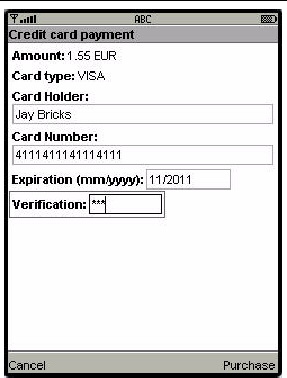 ABC
Credit card payment
Amount: 1.55 EUR
Card type: VISA
Card Holder:
Jay Bricks
Card Number:
4111411141114111
Expiration (mm/yyyy): 11/2011
Verification: ***
Cancel Purchase